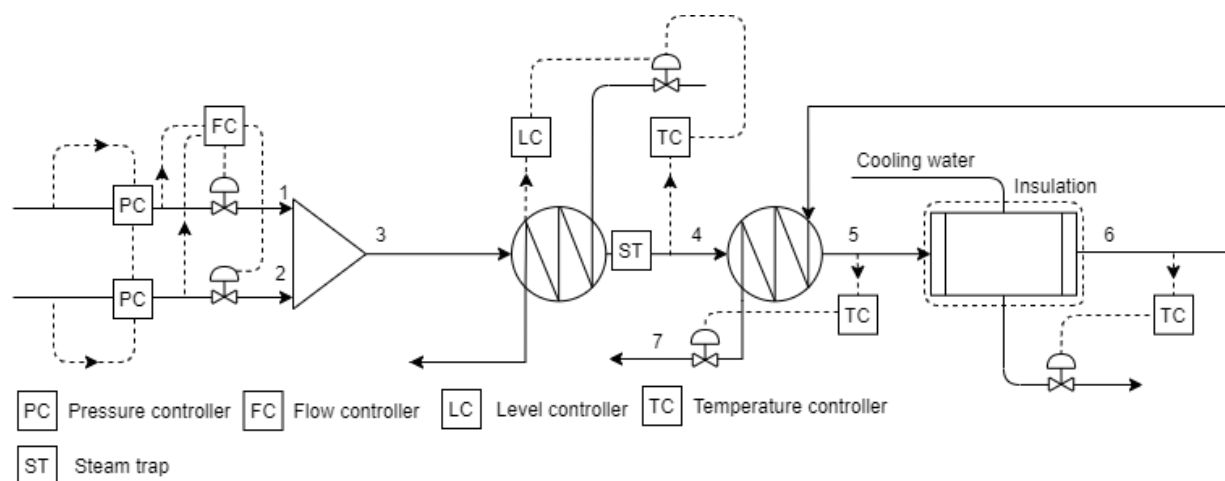 FC
LC
TC
Cooling water
Insulation
PC
1
3
4
5
6
2
ST
PC
TC
TC
7
PC Pressure controller
FC Flow controller
LC Level controller
TC Temperature controller
ST Steam trap